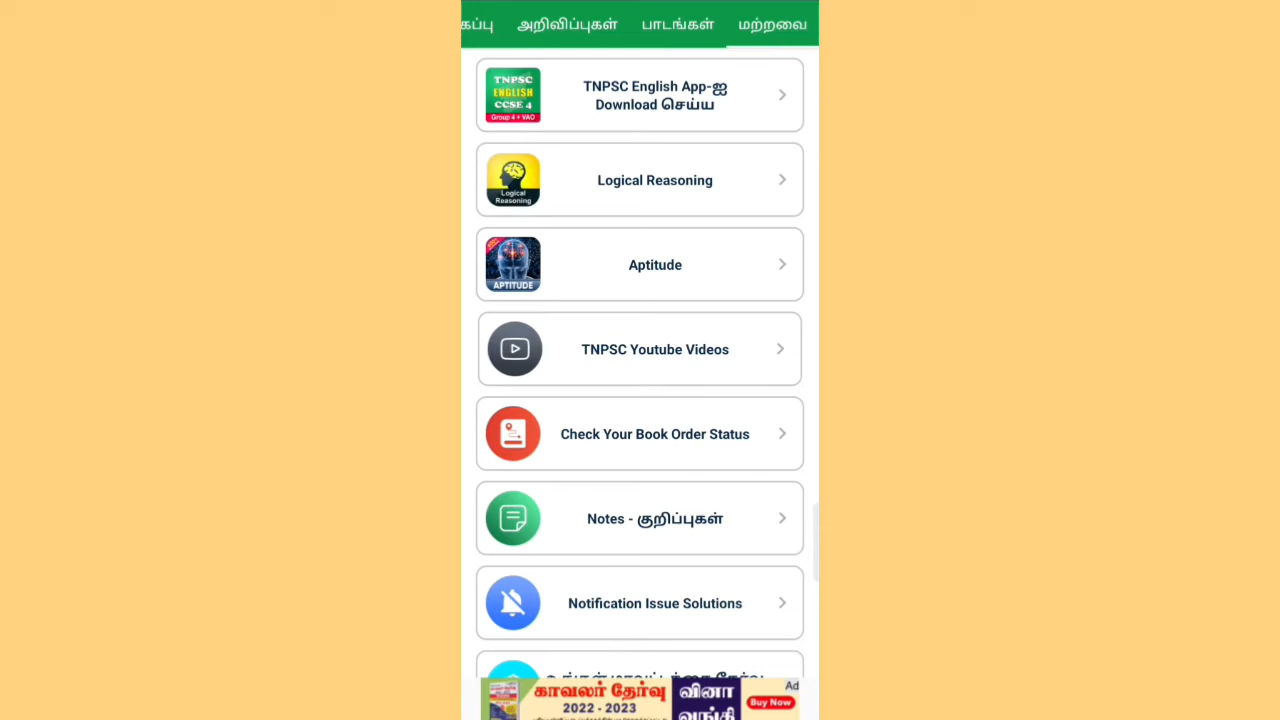 கப்பு அறிவிப்புகள் பாடங்கள் மற்றவை
TNPSC
ENGLISH
CCSE 4
Group 4 + VAO
TNPSC English App-ஐ
Download செய்ய
Logical
Reasoning
Logical Reasoning
APTITUDE
Aptitude
TNPSC Youtube Videos
Check Your Book Order Status
Notes - குறிப்புகள்
Notification Issue Solutions
காவலர் தேர்வு
2022 - 2023
வினா
வங்கி
Ad
Buy Now